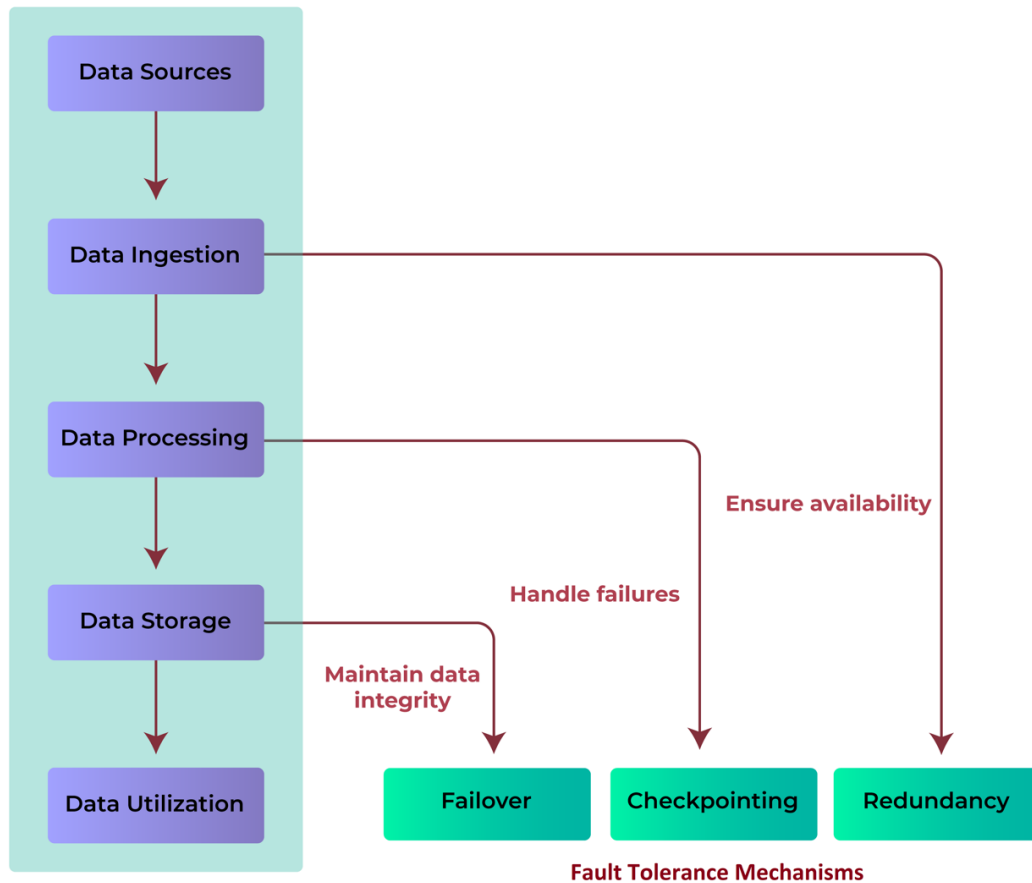 Data Sources
Data Ingestion
Data Processing
Ensure availability
Handle failures
Data Storage
Maintain data
integrity
Data Utilization
Failover
Checkpointing
Redundancy
Fault Tolerance Mechanisms